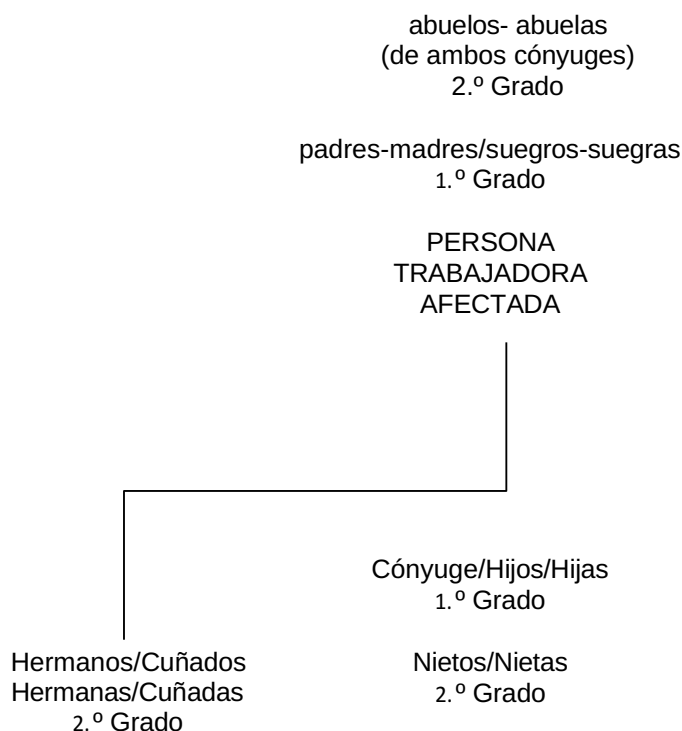 abuelos- abuelas
(de ambos cónyuges)
2.º Grado
padres-madres/suegros-suegras
1.º Grado
PERSONA
TRABAJADORA
AFECTADA
Cónyuge/Hijos/Hijas
1.º Grado
Hermanos/Cuñados
Hermanas/Cuñadas
2.º Grado
Nietos/Nietas
2.º Grado